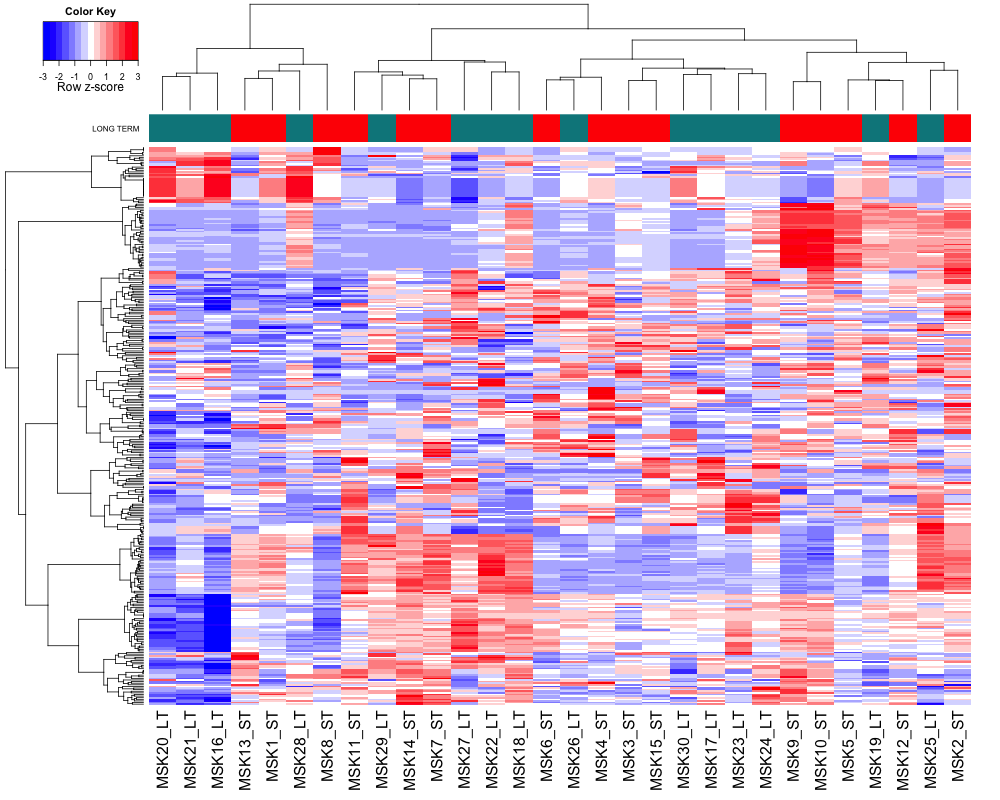 Color Key
-3 -2 -1 0 1 2 3
Row z-score
LONG TERM
MSK20_LT
MSK21_LT
MSK16_LT
MSK13_ST
MSK1_ST
MSK28_LT
MSK8_ST
MSK11_ST
MSK29_LT
MSK14_ST
MSK7_ST
MSK27_LT
MSK22_LT
MSK18_LT
MSK6_ST
MSK26_LT
MSK4_ST
MSK3_ST
MSK15_ST
MSK30_LT
MSK17_LT
MSK23_LT
MSK24_LT
MSK9_ST
MSK10_ST
MSK5_ST
MSK19_LT
MSK12_ST
MSK25_LT
MSK2_ST